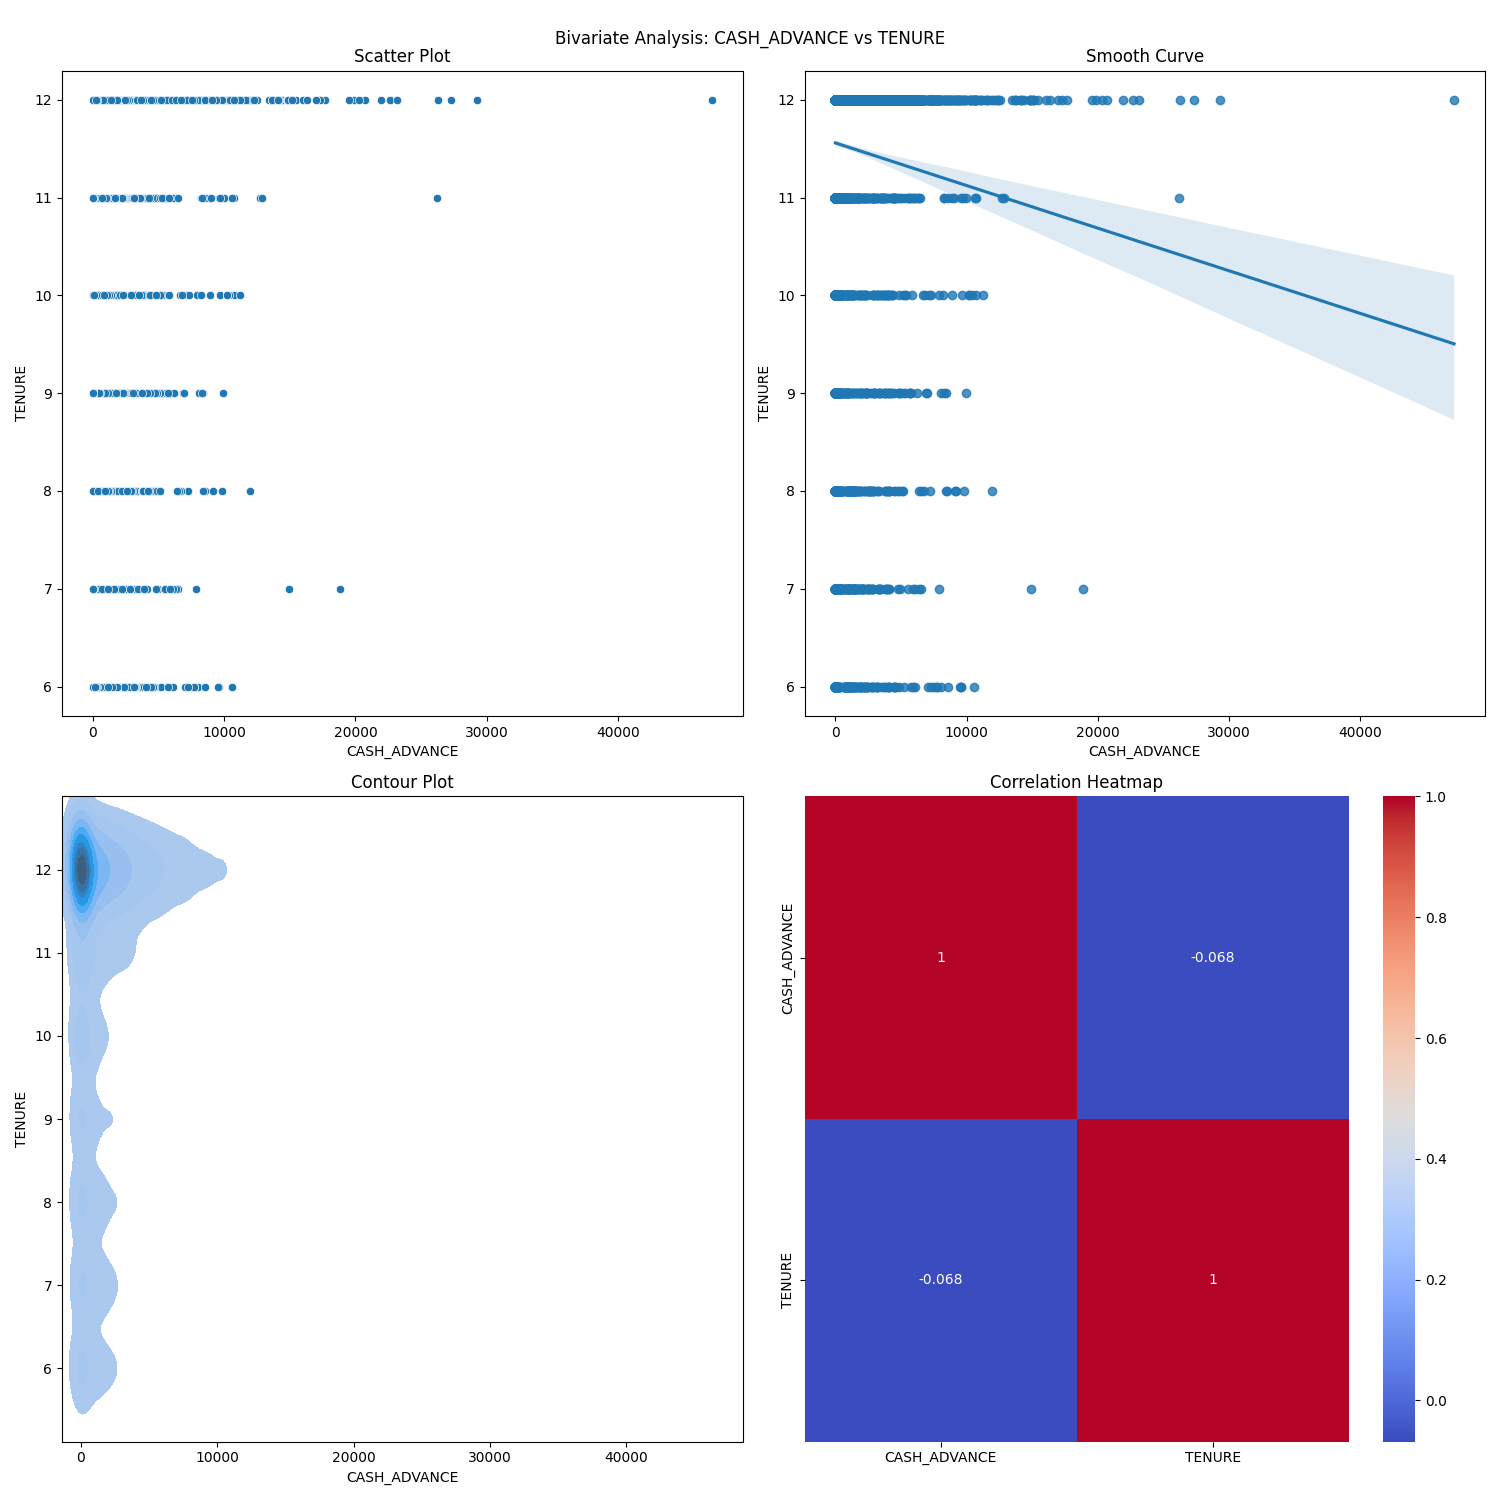 Bivariate Analysis: CASH_ADVANCE vs TENURE
Scatter Plot
12
11
10
9
8
7
6
TENURE
0 10000 20000 30000 40000
CASH_ADVANCE
Smooth Curve
12
11
10
9
8
7
6
TENURE
0 10000 20000 30000 40000
CASH_ADVANCE
Contour Plot
12
11
10
9
8
7
6
TENURE
0 10000 20000 30000 40000
CASH_ADVANCE
Correlation Heatmap
CASH_ADVANCE
TENURE
1 -0.068
-0.068 1
CASH_ADVANCE TENURE
1.0
0.8
0.6
0.4
0.2
0.0